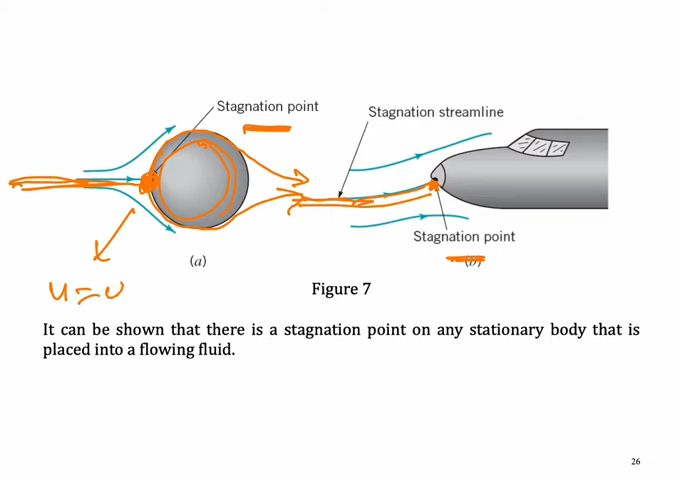 Stagnation point
Stagnation streamline
Stagnation point
(a)
(b)
u=0
Figure 7
It can be shown that there is a stagnation point on any stationary body that is
placed into a flowing fluid.
26